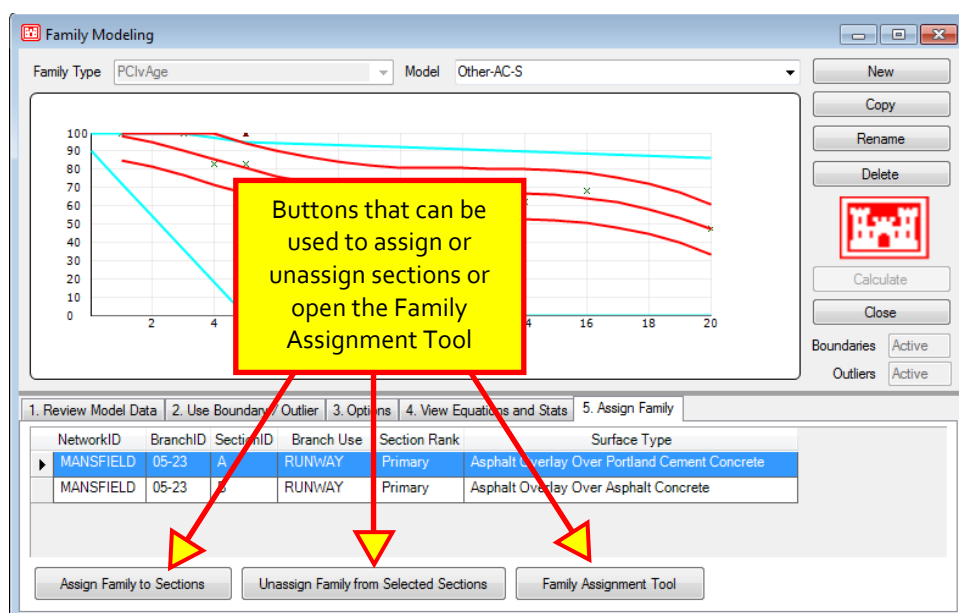 Family Modeling
Family Type PCIvAge Model Other-AC-S
New
Copy
Rename
Delete
Calculate
Close
Boundaries Active
Outliers Active
100
90
80
70
60
50
40
30
20
10
0
2 4 4 16 18 20
Buttons that can be
used to assign or
unassign sections or
open the Family
Assignment Tool
1. Review Model Data 2. Use Boundary / Outlier 3. Options 4. View Equations and Stats 5. Assign Family
NetworkID BranchID SectionID Branch Use Section Rank Surface Type
MANSFIELD 05-23 A RUNWAY Primary Asphalt Overlay Over Portland Cement Concrete
MANSFIELD 05-23 B RUNWAY Primary Asphalt Overlay Over Asphalt Concrete
Assign Family to Sections Unassign Family from Selected Sections Family Assignment Tool